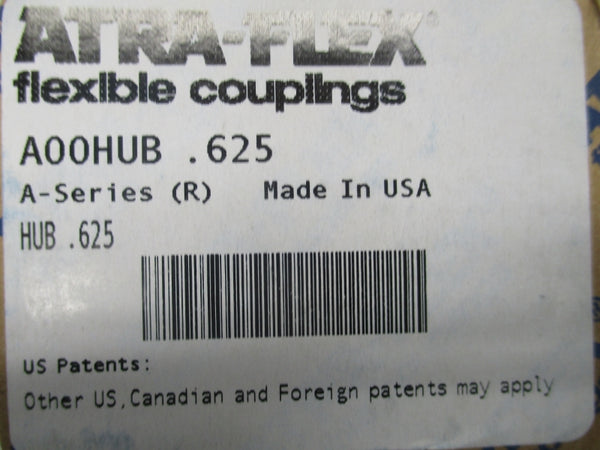 ATRA-FLEX®
flexible couplings
A00HUB .625
A-Series (R) Made In USA
HUB .625
US Patents:
Other US,Canadian and Foreign patents may apply